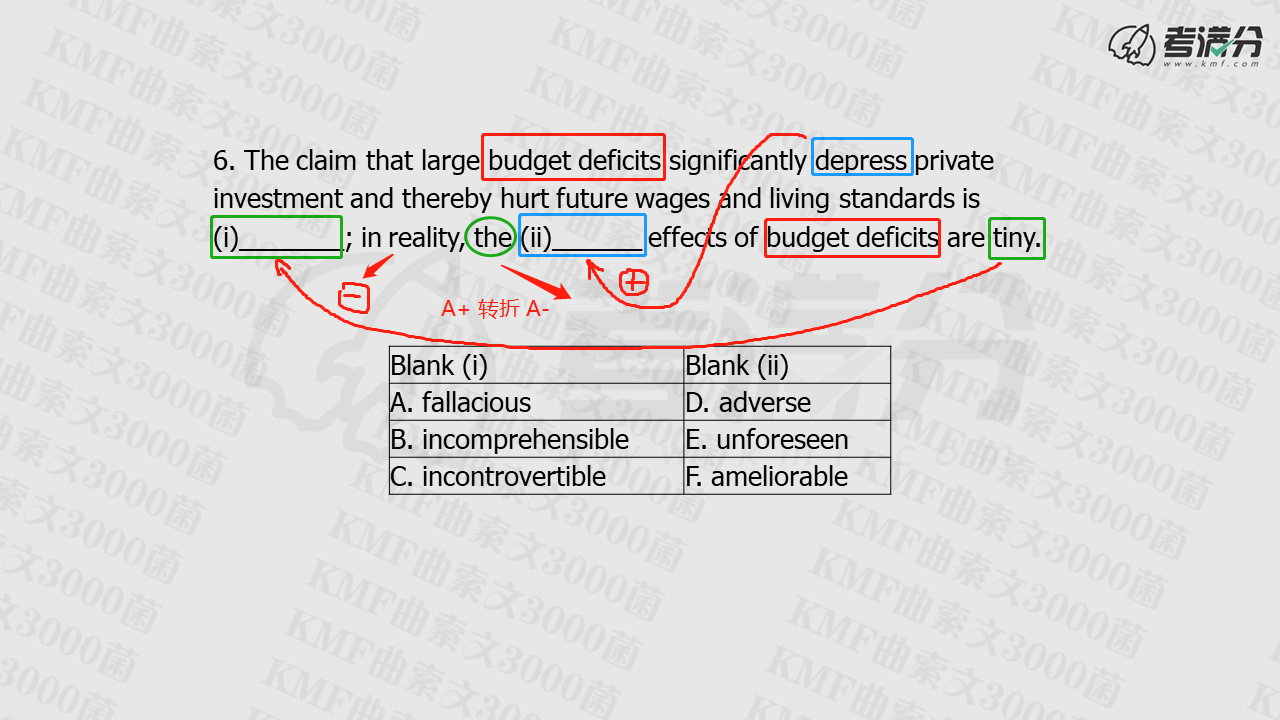 考满分
www.kmf.com
6. The claim that large budget deficits significantly depress private
investment and thereby hurt future wages and living standards is
(i)________; in reality, the (ii)_______ effects of budget deficits are tiny.
A+ 转折 A-
Blank (i) Blank (ii)
A. fallacious D. adverse
B. incomprehensible E. unforeseen
C. incontrovertible F. ameliorable
KMF曲索文3000菌